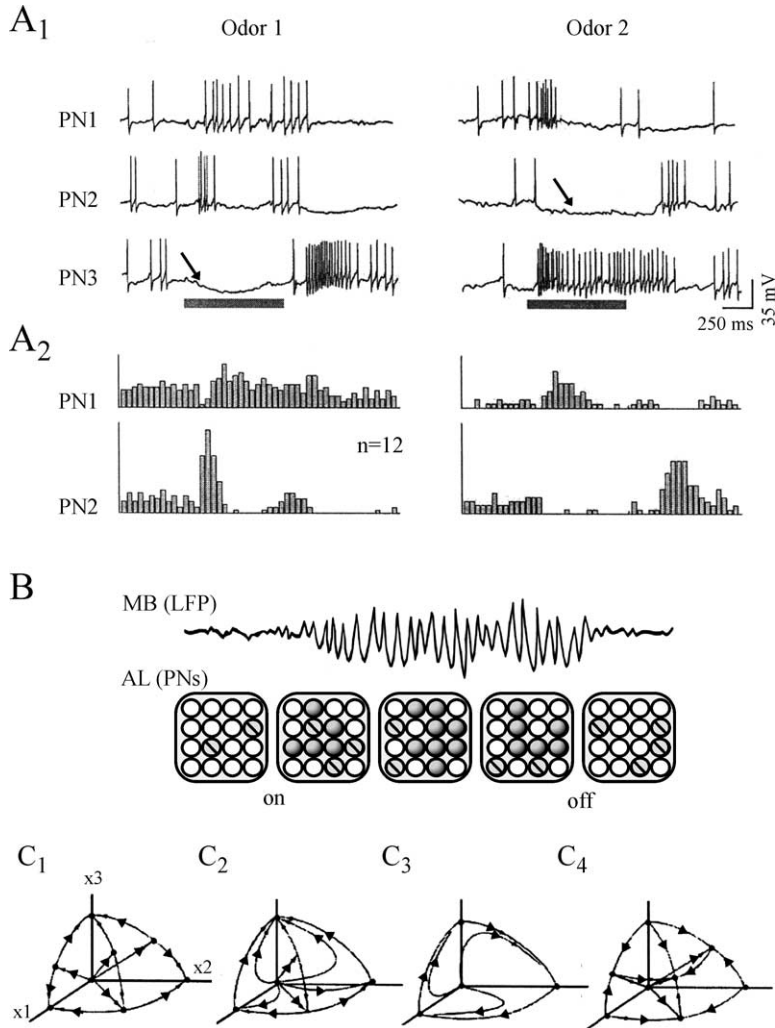 A1
Odor 1 Odor 2
PN1
PN2
PN3
250 ms
35 mV
A2
PN1
n=12
PN2
B
MB (LFP)
AL (PNs)
on off
C1 C2 C3 C4
x3
x2
x1